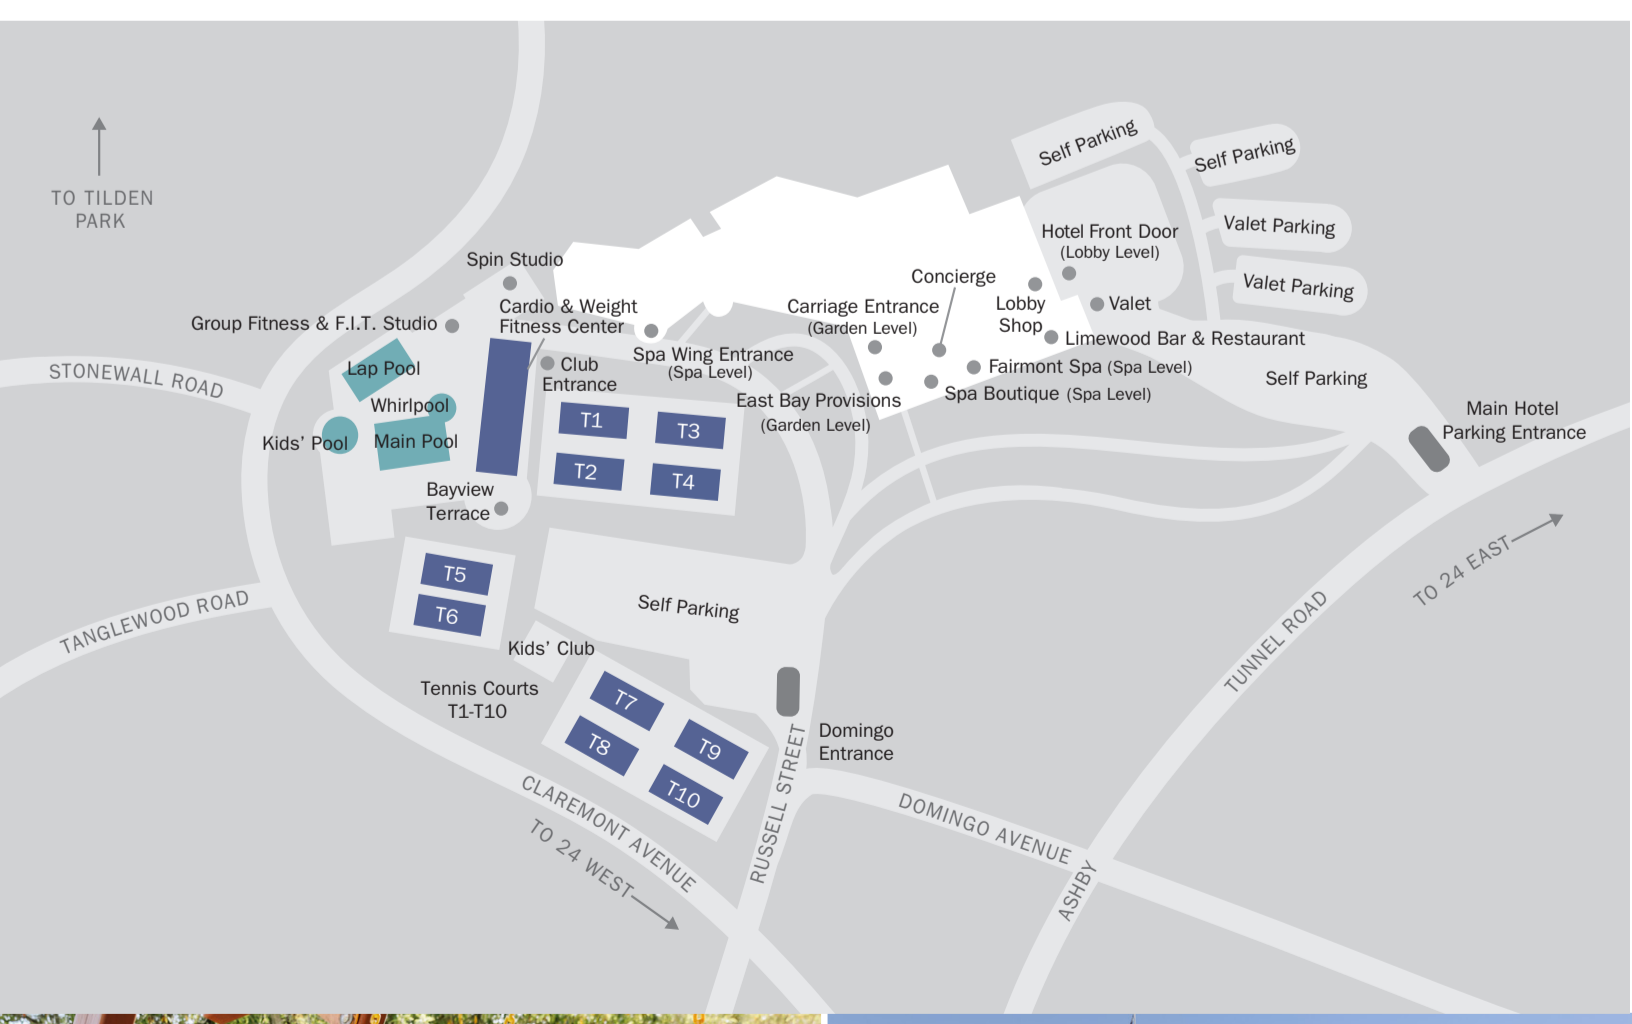 TO TILDEN
PARK
Self Parking
Self Parking
Valet Parking
Valet Parking
Hotel Front Door
(Lobby Level)
Spin Studio
Concierge
Cardio & Weight
Fitness Center
Carriage Entrance
(Garden Level)
Lobby
Shop
Valet
Group Fitness & F.I.T. Studio
Limewood Bar & Restaurant
Spa Wing Entrance
(Spa Level)
Club
Entrance
Lap Pool
Fairmont Spa (Spa Level)
Self Parking
STONEWALL ROAD
Spa Boutique (Spa Level)
East Bay Provisions
(Garden Level)
Whirlpool
Main Hotel
Parking Entrance
Kids’ Pool
Main Pool
T1
T3
T2
T4
Bayview
Terrace
T5
T6
Self Parking
TO 24 EAST
TANGLEWOOD ROAD
Kids’ Club
TUNNEL ROAD
Tennis Courts
T1-T10
T7
T8
T9
T10
Domingo
Entrance
RUSSELL STREET
CLAREMONT AVENUE
TO 24 WEST
DOMINGO AVENUE
ASHBY